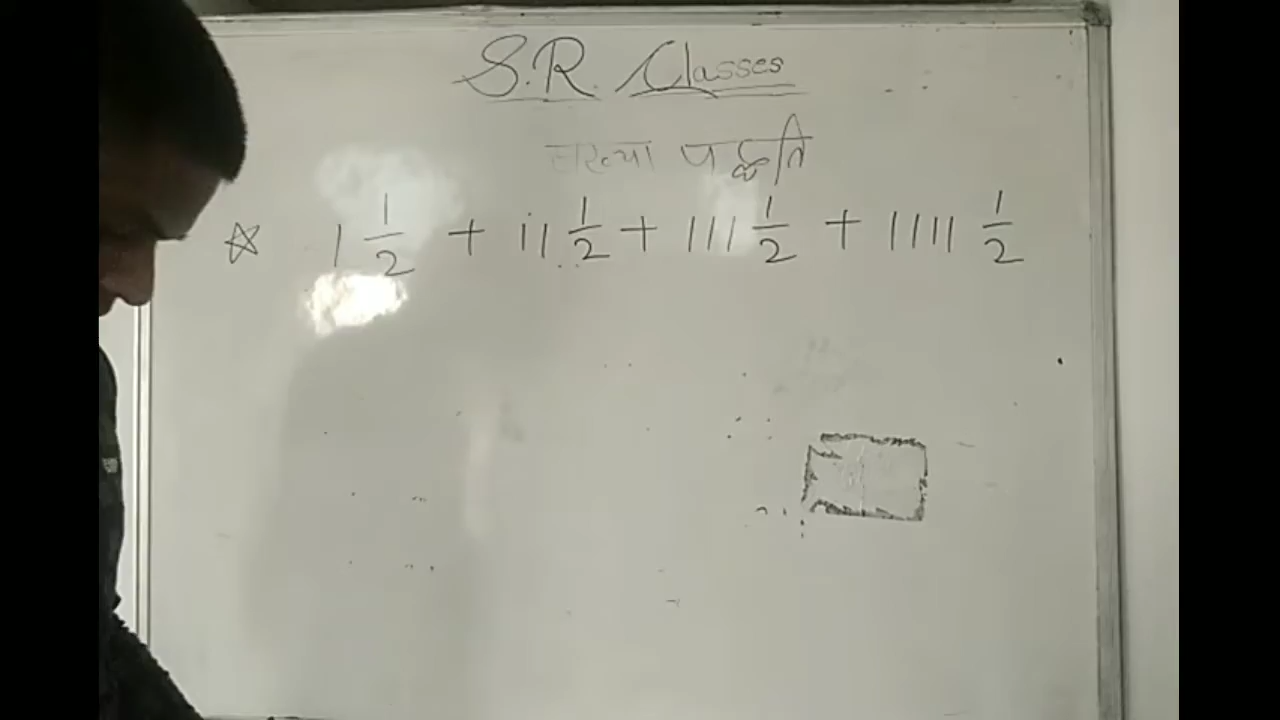 S.R. Classes
संख्या पद्धति
☆ 1 1/2 + 11 1/2 + 111 1/2 + 1111 1/2